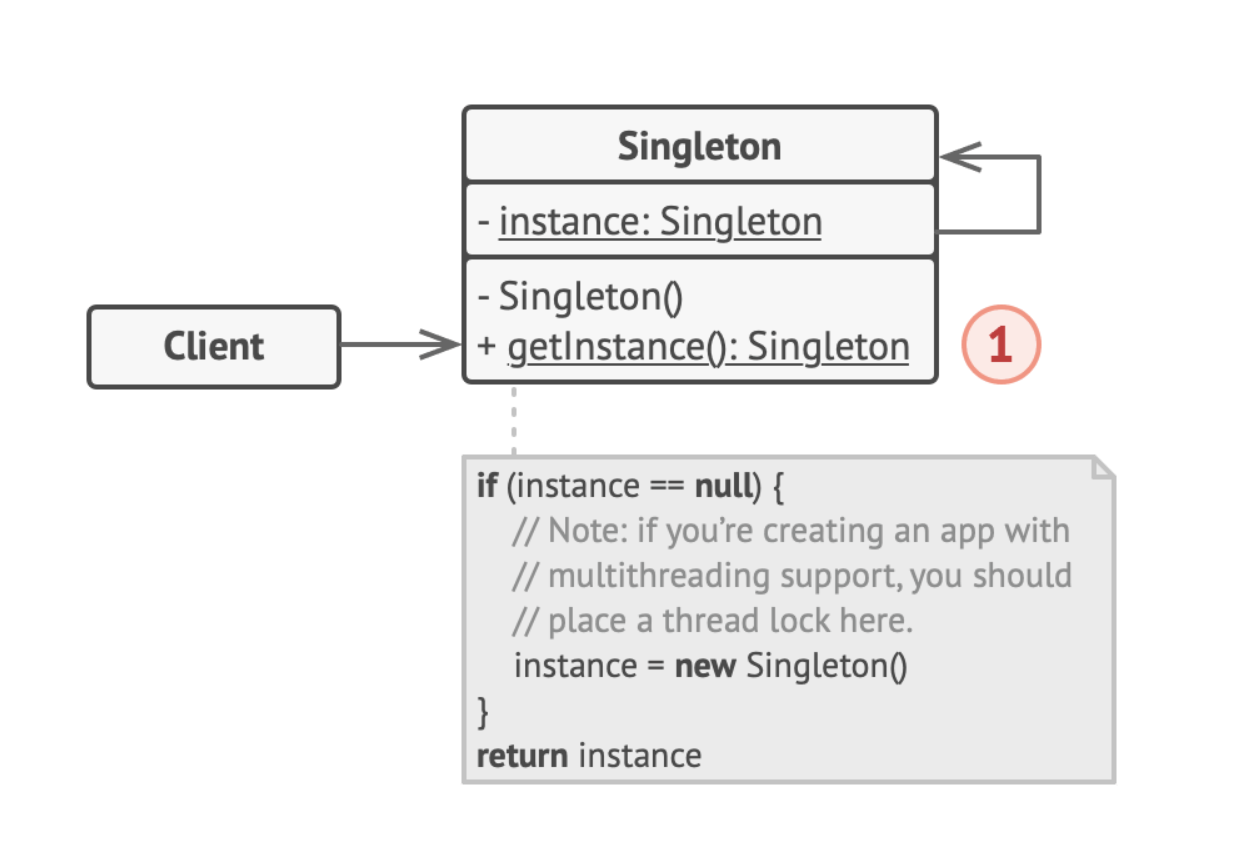 Singleton
- instance: Singleton
- Singleton()
+ getInstance(): Singleton
Client
1
if (instance == null) {
// Note: if you’re creating an app with
// multithreading support, you should
// place a thread lock here.
instance = new Singleton()
}
return instance